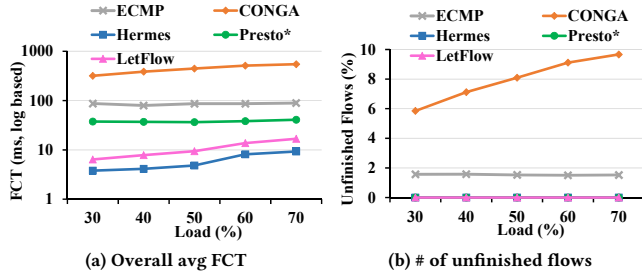 ECMP CONGA
Hermes Presto*
LetFlow
FCT (ms, log based)
1000
100
10
1
30 40 50 60 70
Load (%)
(a) Overall avg FCT
ECMP CONGA
Hermes Presto*
LetFlow
Unfinished Flows (%)
10
8
6
4
2
0
30 40 50 60 70
Load (%)
(b) # of unfinished flows